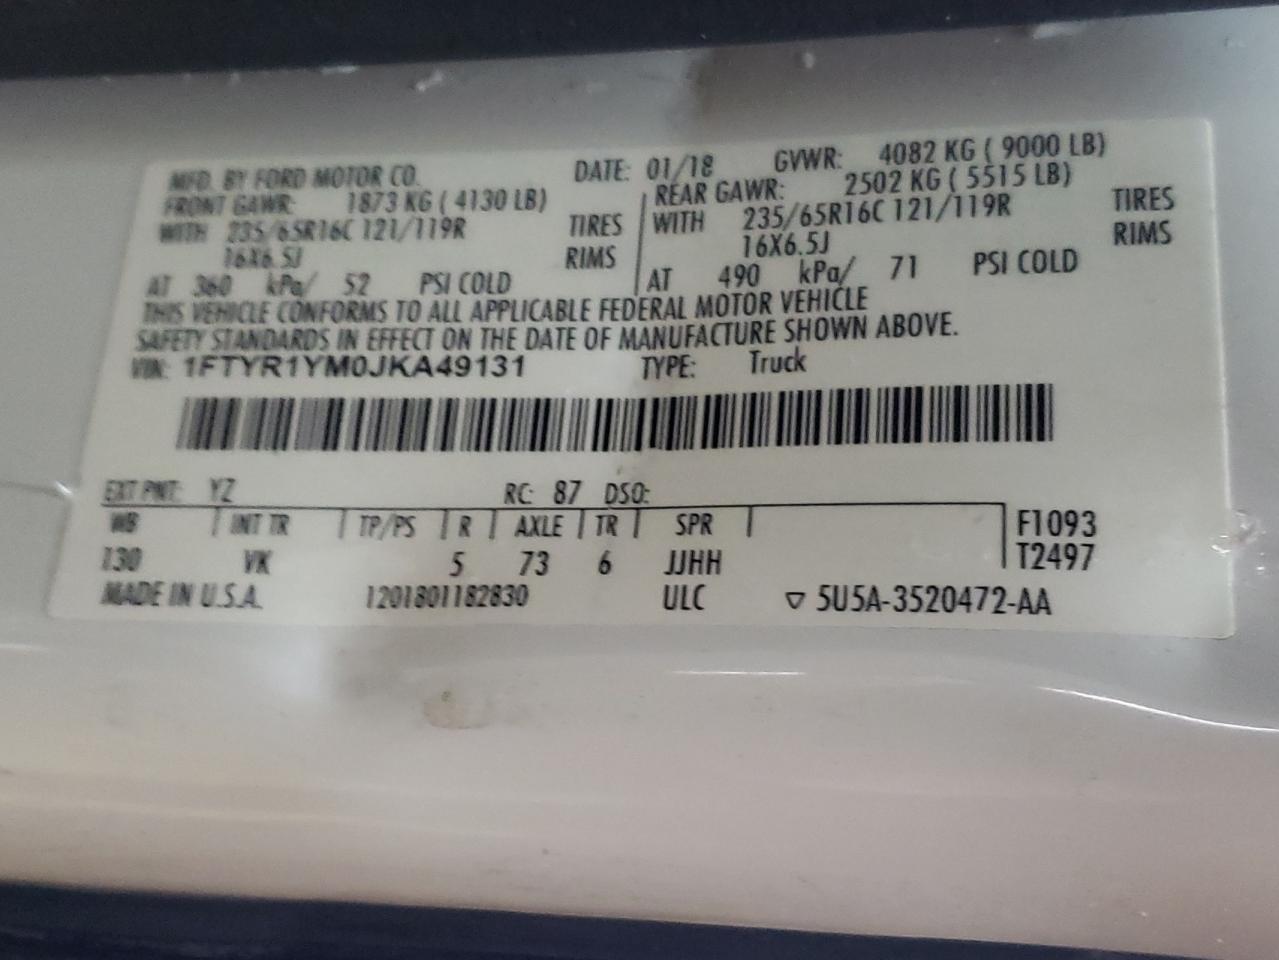 MFD. BY FORD MOTOR CO. DATE: 01/18 GVWR: 4082 KG ( 9000 LB)
FRONT GAWR: 1873 KG ( 4130 LB) REAR GAWR: 2502 KG ( 5515 LB)
WITH 235/65R16C 121/119R TIRES WITH 235/65R16C 121/119R TIRES
16X6.5J RIMS 16X6.5J RIMS
AT 360 kPa/ 52 PSI COLD AT 490 kPa/ 71 PSI COLD
THIS VEHICLE CONFORMS TO ALL APPLICABLE FEDERAL MOTOR VEHICLE
SAFETY STANDARDS IN EFFECT ON THE DATE OF MANUFACTURE SHOWN ABOVE.
VIN: 1FTYR1YM0JKA49131 TYPE: Truck
EXT PNT: YZ RC: 87 DSO:
WB INT TR TP/PS R AXLE TR SPR F1093
130 VK 5 73 6 JJHH T2497
MADE IN U.S.A. 1201801182830 ULC ▽ 5U5A-3520472-AA